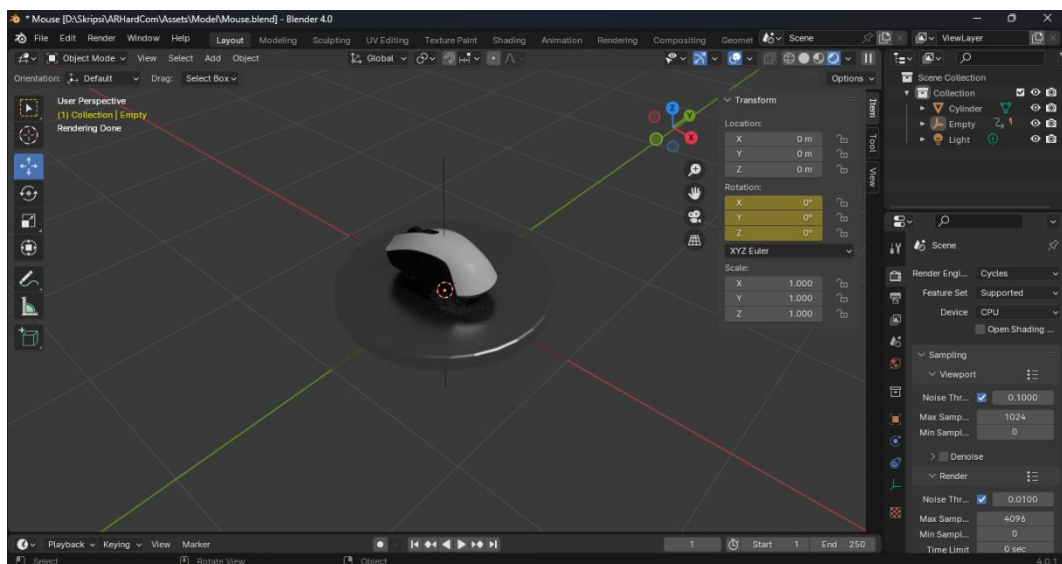 * Mouse [D:\Skripsi\ARHardCom\Assets\Model\Mouse.blend] - Blender 4.0
File Edit Render Window Help Layout Modeling Sculpting UV Editing Texture Paint Shading Animation Rendering Compositing Geomet Scene ViewLayer
Object Mode View Select Add Object Global
Orientation: Default Drag: Select Box Options
User Perspective
(1) Collection | Empty
Rendering Done
Transform
Location:
X 0 m
Y 0 m
Z 0 m
Rotation:
X 0°
Y 0°
Z 0°
XYZ Euler
Scale:
X 1.000
Y 1.000
Z 1.000
Item
Tool
View
X
Y
Z
Scene Collection
Collection
Cylinder
Empty
Light
Scene
Render Engi... Cycles
Feature Set Supported
Device CPU
Open Shading ...
Sampling
Viewport
Noise Thr... 0.1000
Max Samp... 1024
Min Sampl... 0
Denoise
Render
Noise Thr... 0.0100
Max Samp... 4096
Min Sampl... 0
Time Limit 0 sec
Playback Keying View Marker 1 Start 1 End 250
Select Rotate View Object 4.0.1